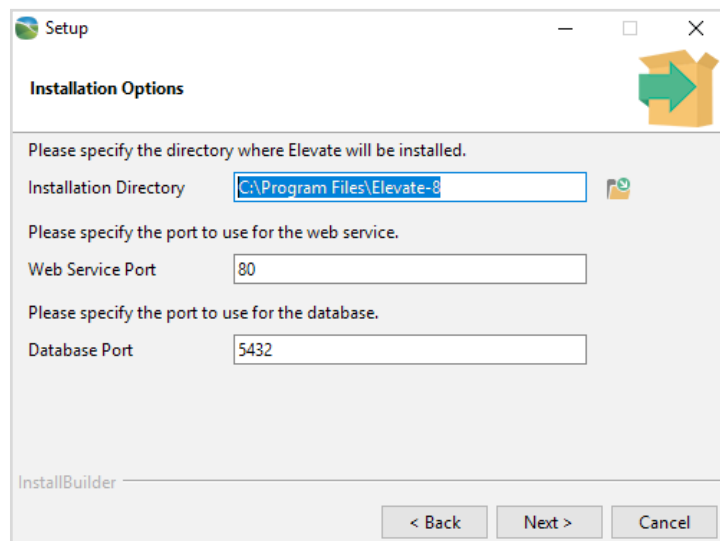 Setup
Installation Options
Please specify the directory where Elevate will be installed.
Installation Directory C:\Program Files\Elevate-8
Please specify the port to use for the web service.
Web Service Port 80
Please specify the port to use for the database.
Database Port 5432
InstallBuilder
< Back Next > Cancel